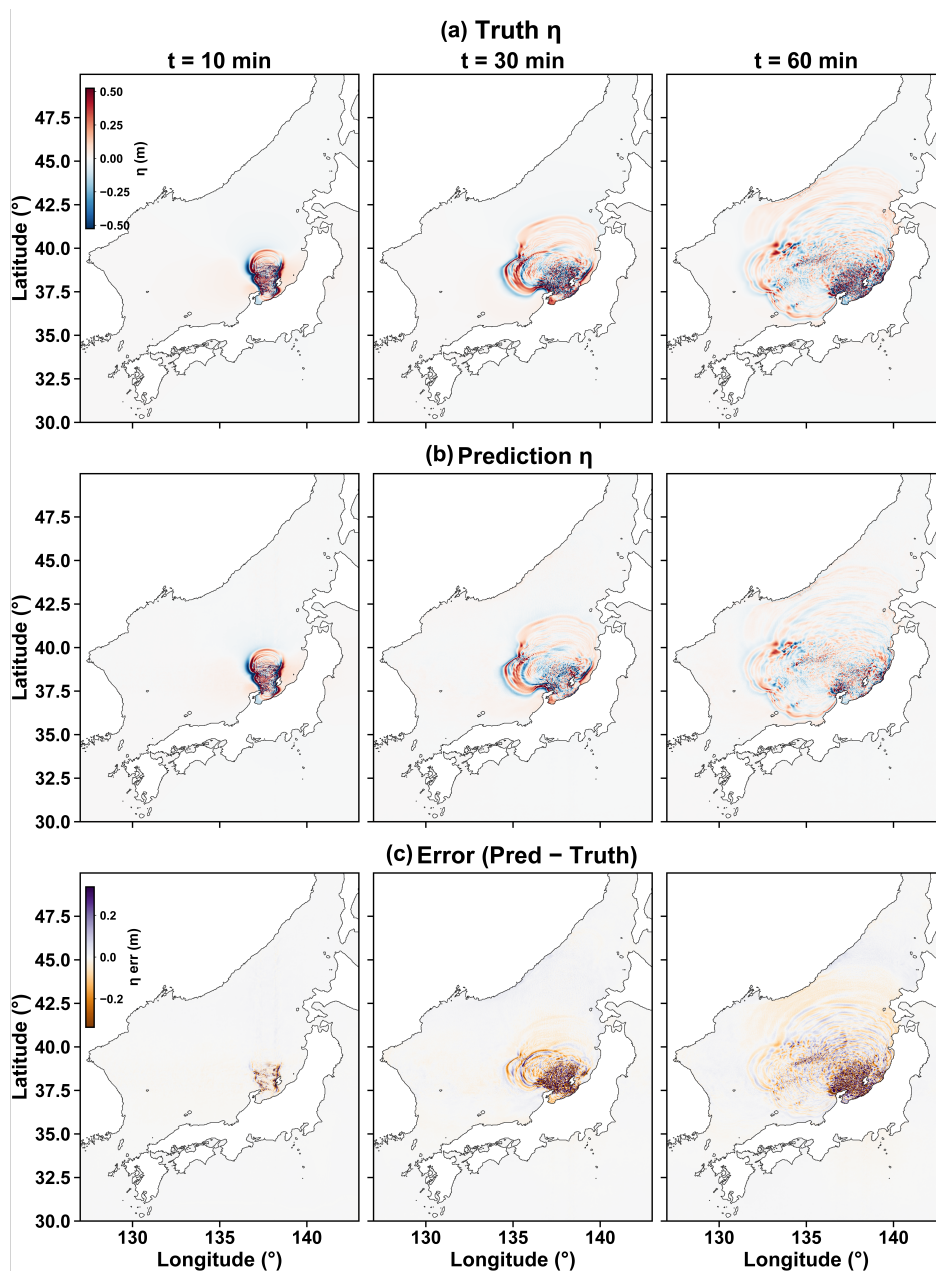 (a) Truth η
t = 10 min t = 30 min t = 60 min
0.50
0.25
0.00
−0.25
−0.50
η (m)
47.5
45.0
42.5
40.0
37.5
35.0
32.5
30.0
Latitude (°)
(b) Prediction η
47.5
45.0
42.5
40.0
37.5
35.0
32.5
30.0
Latitude (°)
(c) Error (Pred − Truth)
0.2
0.0
−0.2
η err (m)
47.5
45.0
42.5
40.0
37.5
35.0
32.5
30.0
Latitude (°)
130 135 140 130 135 140 130 135 140
Longitude (°) Longitude (°) Longitude (°)